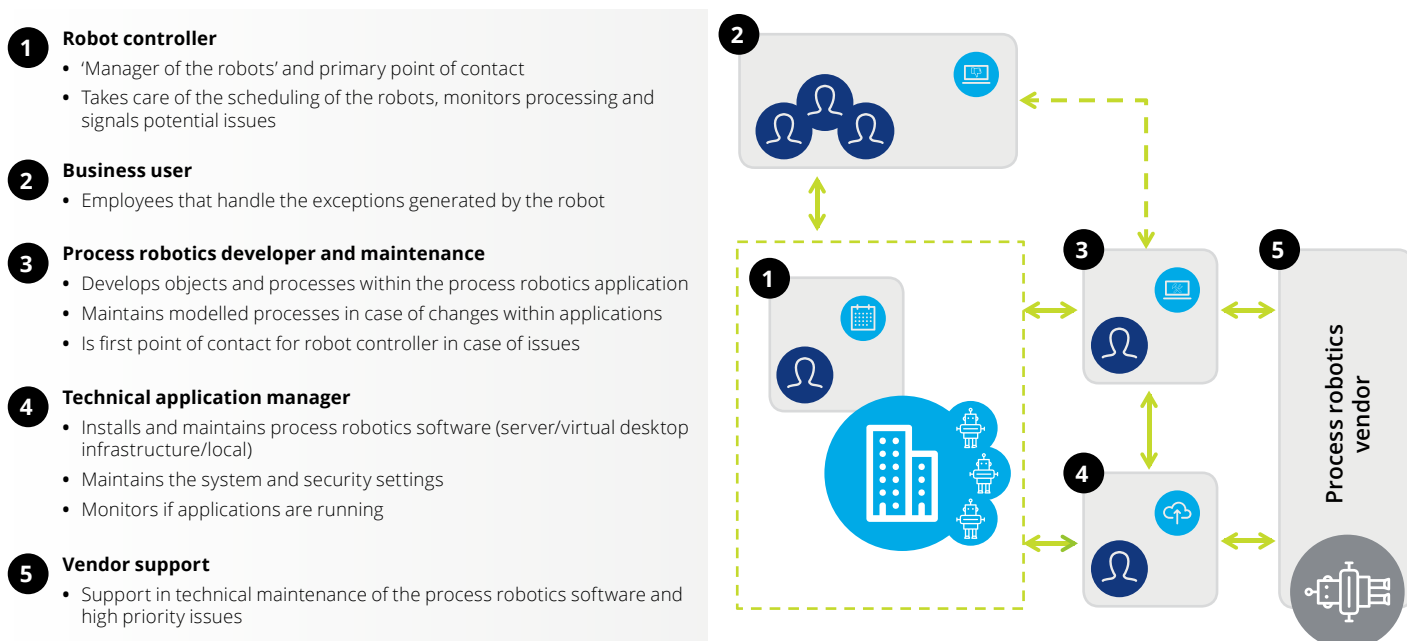 1
Robot controller
• ‘Manager of the robots’ and primary point of contact
• Takes care of the scheduling of the robots, monitors processing and
signals potential issues
2
Business user
• Employees that handle the exceptions generated by the robot
3
Process robotics developer and maintenance
• Develops objects and processes within the process robotics application
• Maintains modelled processes in case of changes within applications
• Is first point of contact for robot controller in case of issues
4
Technical application manager
• Installs and maintains process robotics software (server/virtual desktop
infrastructure/local)
• Maintains the system and security settings
• Monitors if applications are running
5
Vendor support
• Support in technical maintenance of the process robotics software and
high priority issues
2
1
3
5
4
Process robotics
vendor